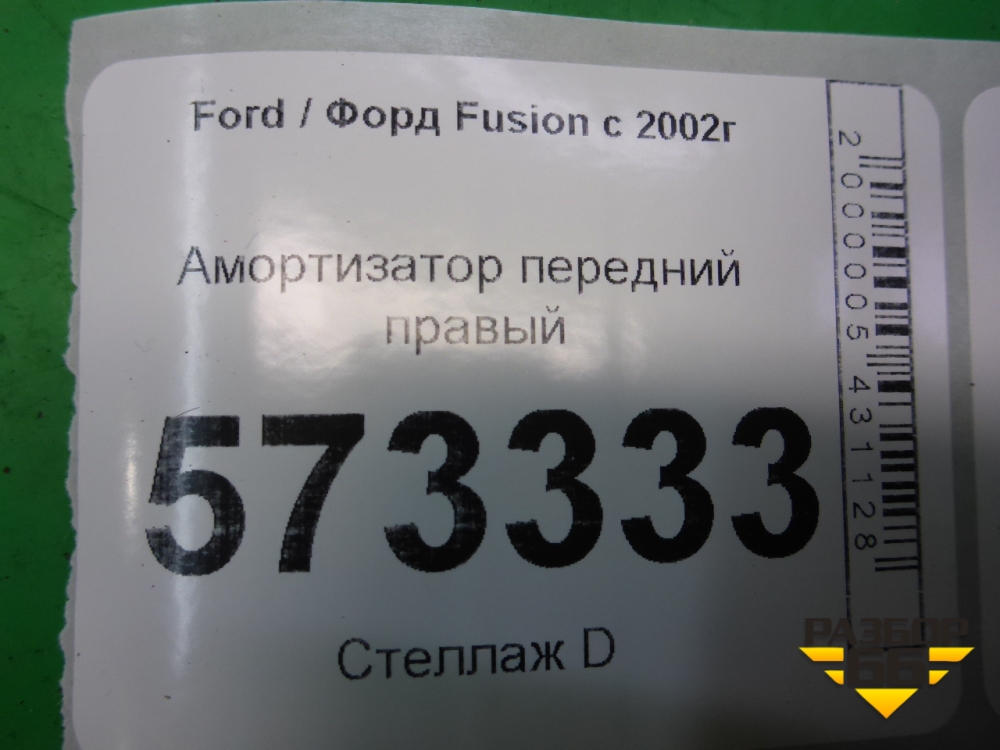 Ford / Форд Fusion с 2002г
Амортизатор передний
правый
573333
Стеллаж D
2000005431128
РАЗБОР
66